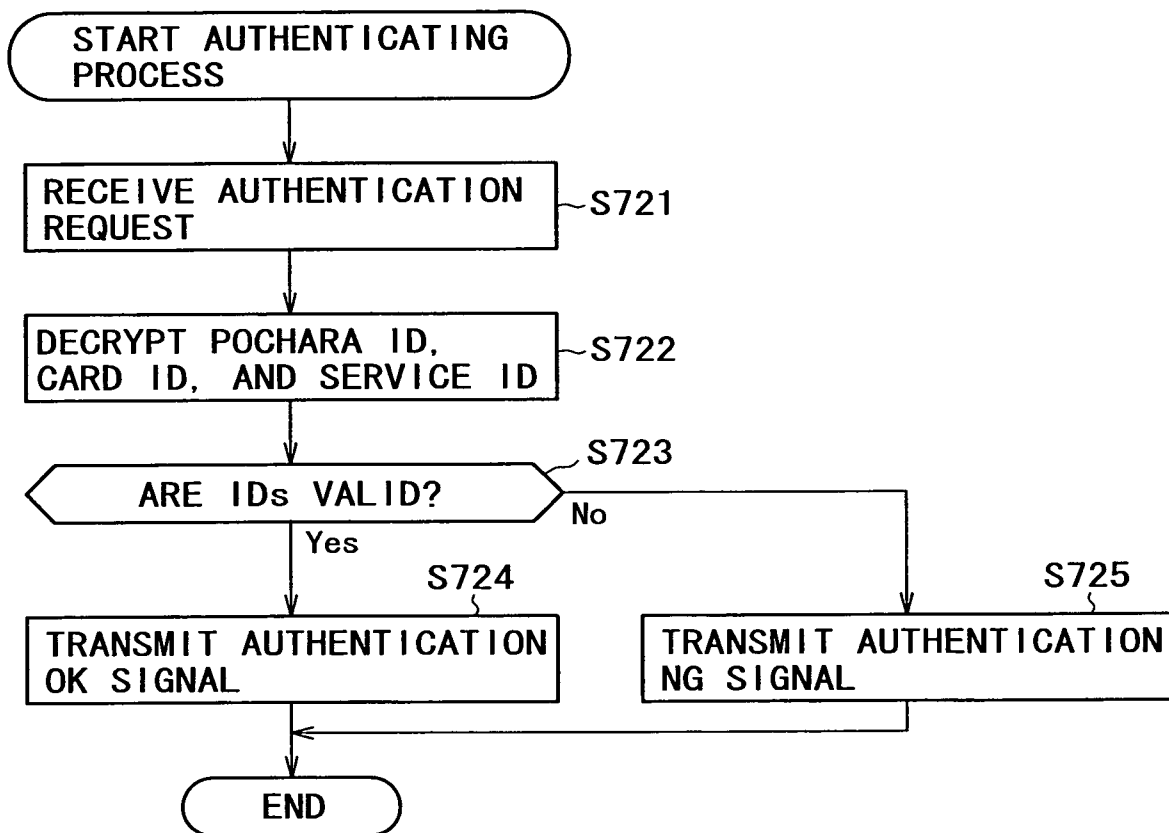 START AUTHENTICATING
PROCESS
RECEIVE AUTHENTICATION
REQUEST
S721
DECRYPT POCHARA ID,
CARD ID, AND SERVICE ID
S722
S723
ARE IDs VALID?
No
Yes
S724
TRANSMIT AUTHENTICATION
OK SIGNAL
S725
TRANSMIT AUTHENTICATION
NG SIGNAL
END